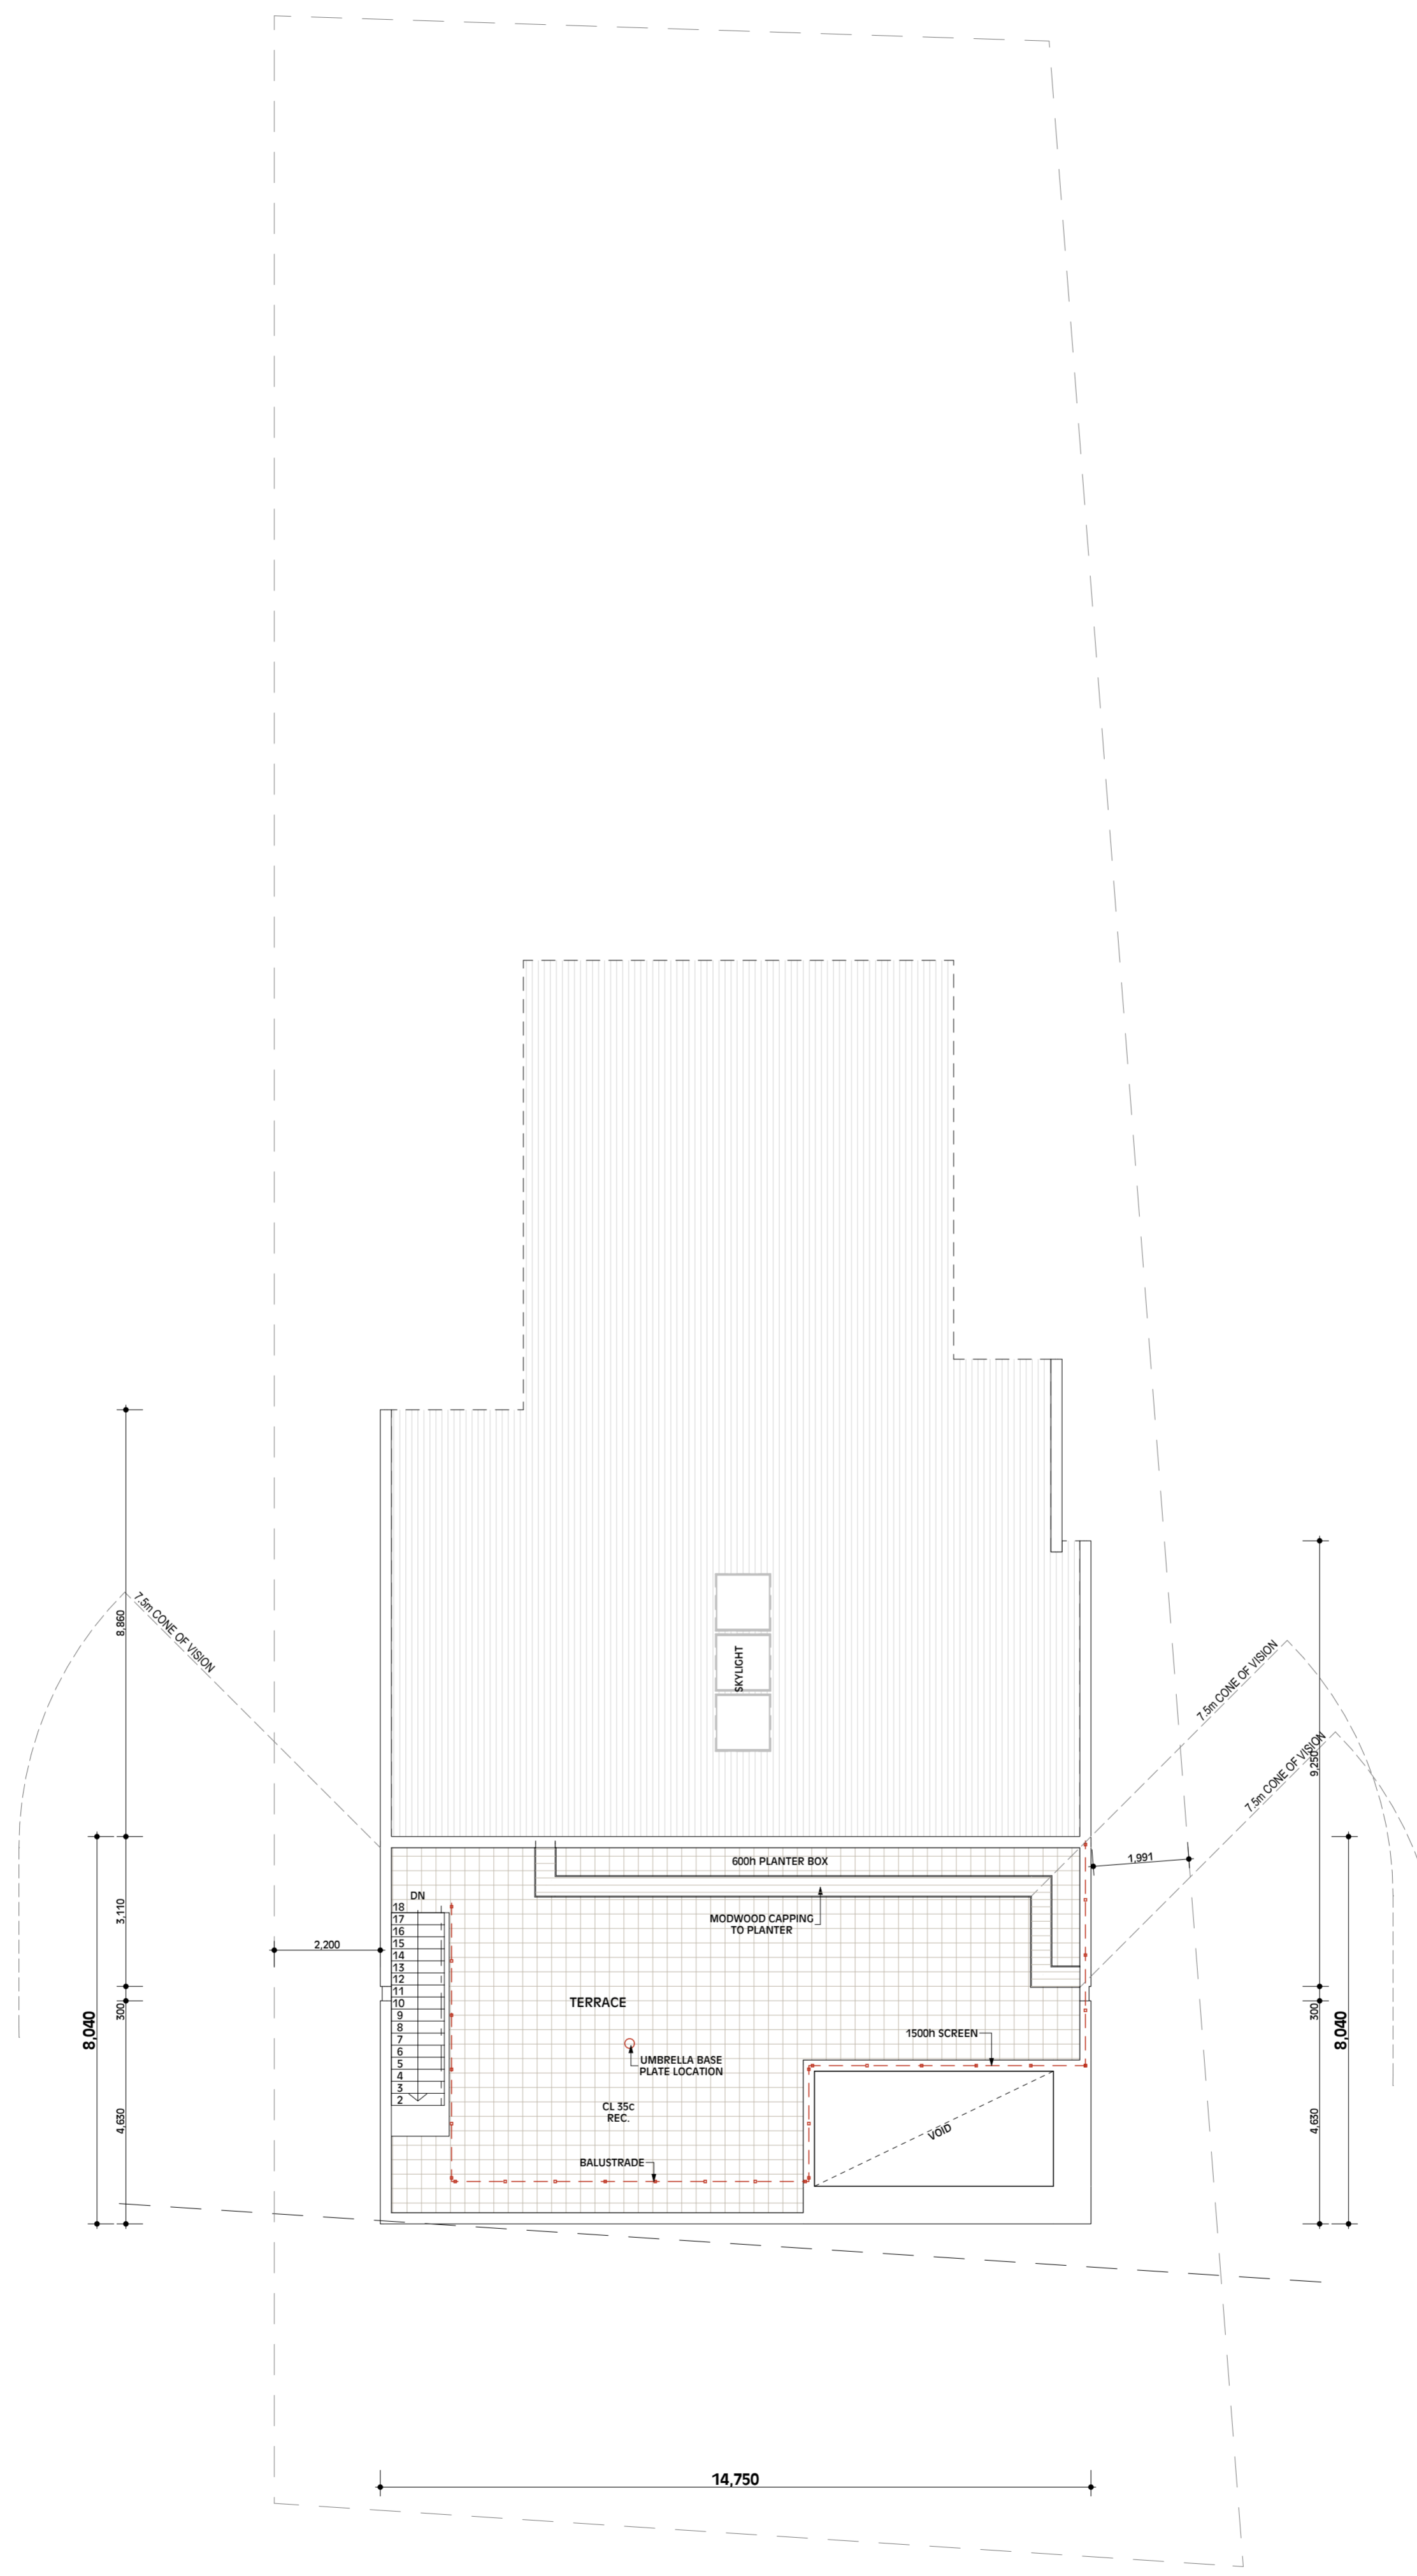 7.5m CONE OF VISION
8,860
SKYLIGHT
7.5m CONE OF VISION
7.5m CONE OF VISION
9,250
600h PLANTER BOX
1,991
DN
18
17
16
15
14
13
12
11
10
9
8
7
6
5
4
3
2
MODWOOD CAPPING
TO PLANTER
3,110
2,200
TERRACE
300
300
8,040
8,040
1500h SCREEN
UMBRELLA BASE
PLATE LOCATION
CL 35c
REC.
4,630
4,630
VOID
BALUSTRADE
14,750